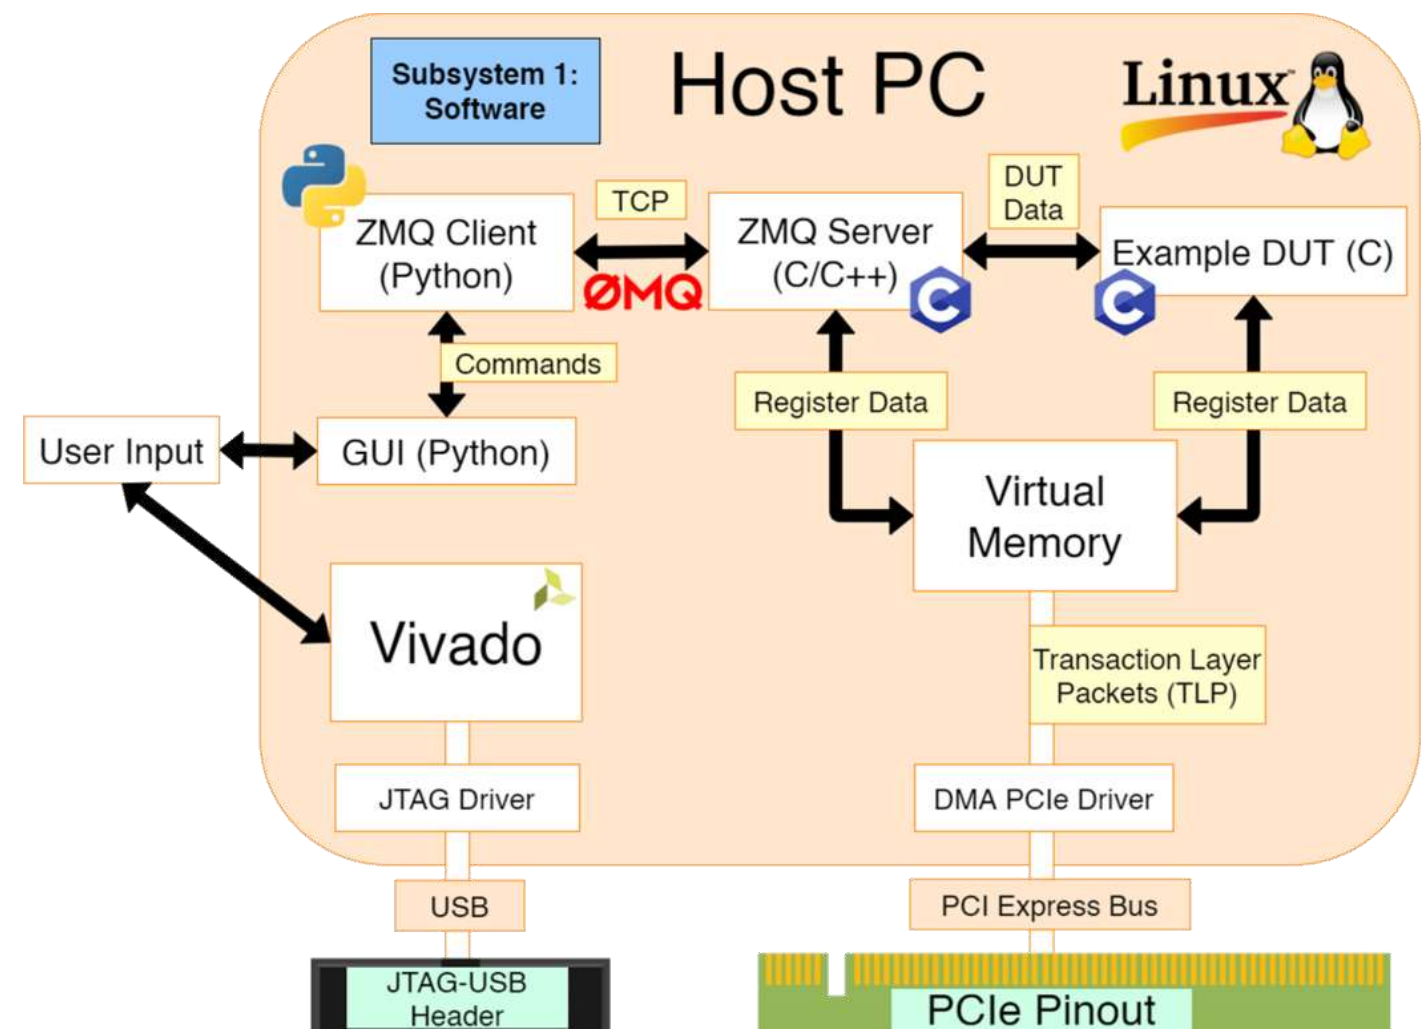 Subsystem 1:
Software
Host PC
Linux™
ZMQ Client
(Python)
TCP
ØMQ
ZMQ Server
(C/C++)
C
DUT
Data
Example DUT (C)
C
Commands
Register Data
Register Data
User Input
GUI (Python)
Virtual
Memory
Vivado
Transaction Layer
Packets (TLP)
JTAG Driver
DMA PCIe Driver
USB
PCI Express Bus
JTAG-USB
Header
PCIe Pinout